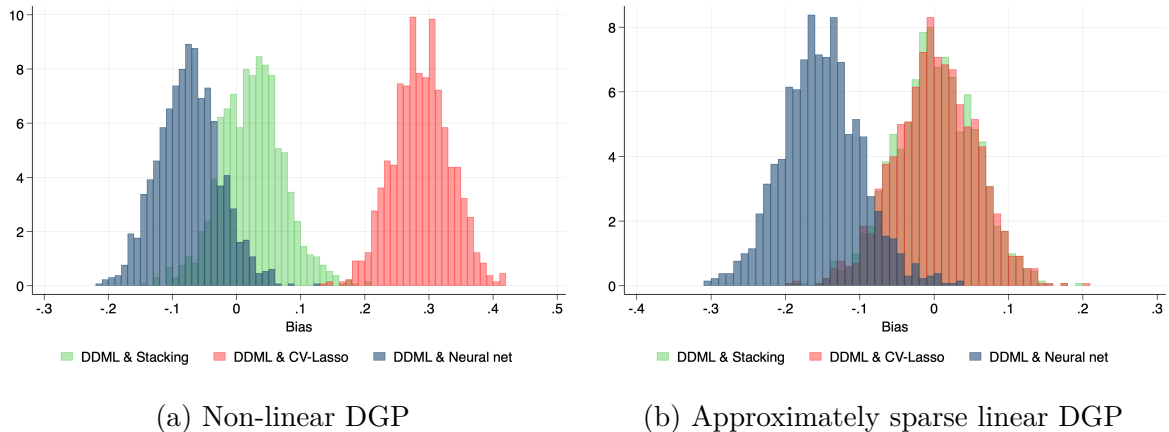 10
8
6
4
2
0
-.3 -.2 -.1 0 .1 .2 .3 .4 .5
Bias
DDML & Stacking DDML & CV-Lasso DDML & Neural net
(a) Non-linear DGP
8
6
4
2
0
-.4 -.3 -.2 -.1 0 .1 .2 .3
Bias
DDML & Stacking DDML & CV-Lasso DDML & Neural net
(b) Approximately sparse linear DGP